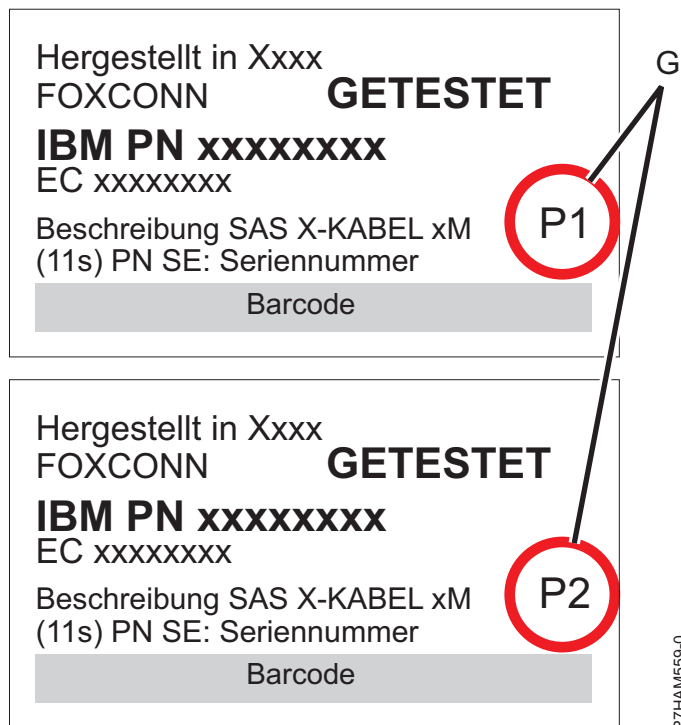 Hergestellt in Xxxx
FOXCONN GETESTET
IBM PN xxxxxxxx
EC xxxxxxxx
Beschreibung SAS X-KABEL xM
(11s) PN SE: Seriennummer
P1
Barcode
G
Hergestellt in Xxxx
FOXCONN GETESTET
IBM PN xxxxxxxx
EC xxxxxxxx
Beschreibung SAS X-KABEL xM
(11s) PN SE: Seriennummer
P2
Barcode
P7HAM559-0